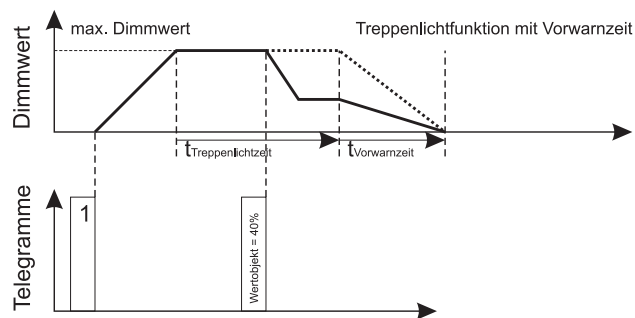 max. Dimmwert
Treppenlichtfunktion mit Vorwarnzeit
Dimmwert
tTreppenlichtzeit
tVorwarnzeit
Telegramme
1
Wertobjekt = 40%